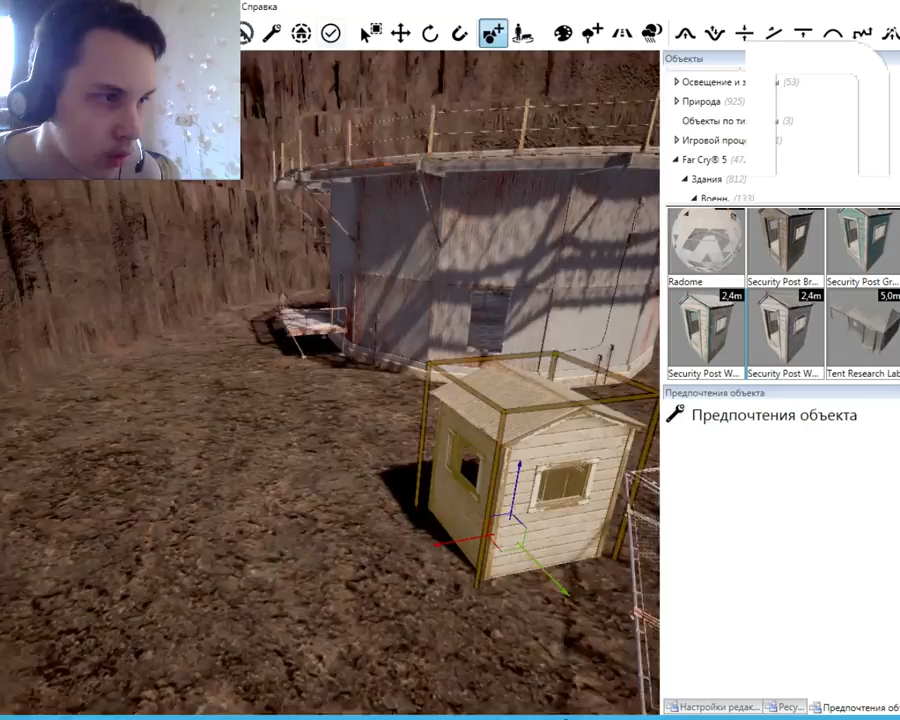 Справка
Объекты
Освещение и з (53)
Природа (925)
Объекты по ти (3)
Игровой проц
Far Cry® 5 (47
Здания (812)
Воен. (133)
Radome
Security Post Br...
Security Post Gr...
2,4m
2,4m
5,0m
Security Post W...
Security Post W...
Tent Research Lab
Предпочтения объекта
Предпочтения объекта
Настройки редак...
Ресу...
Предпочтения об